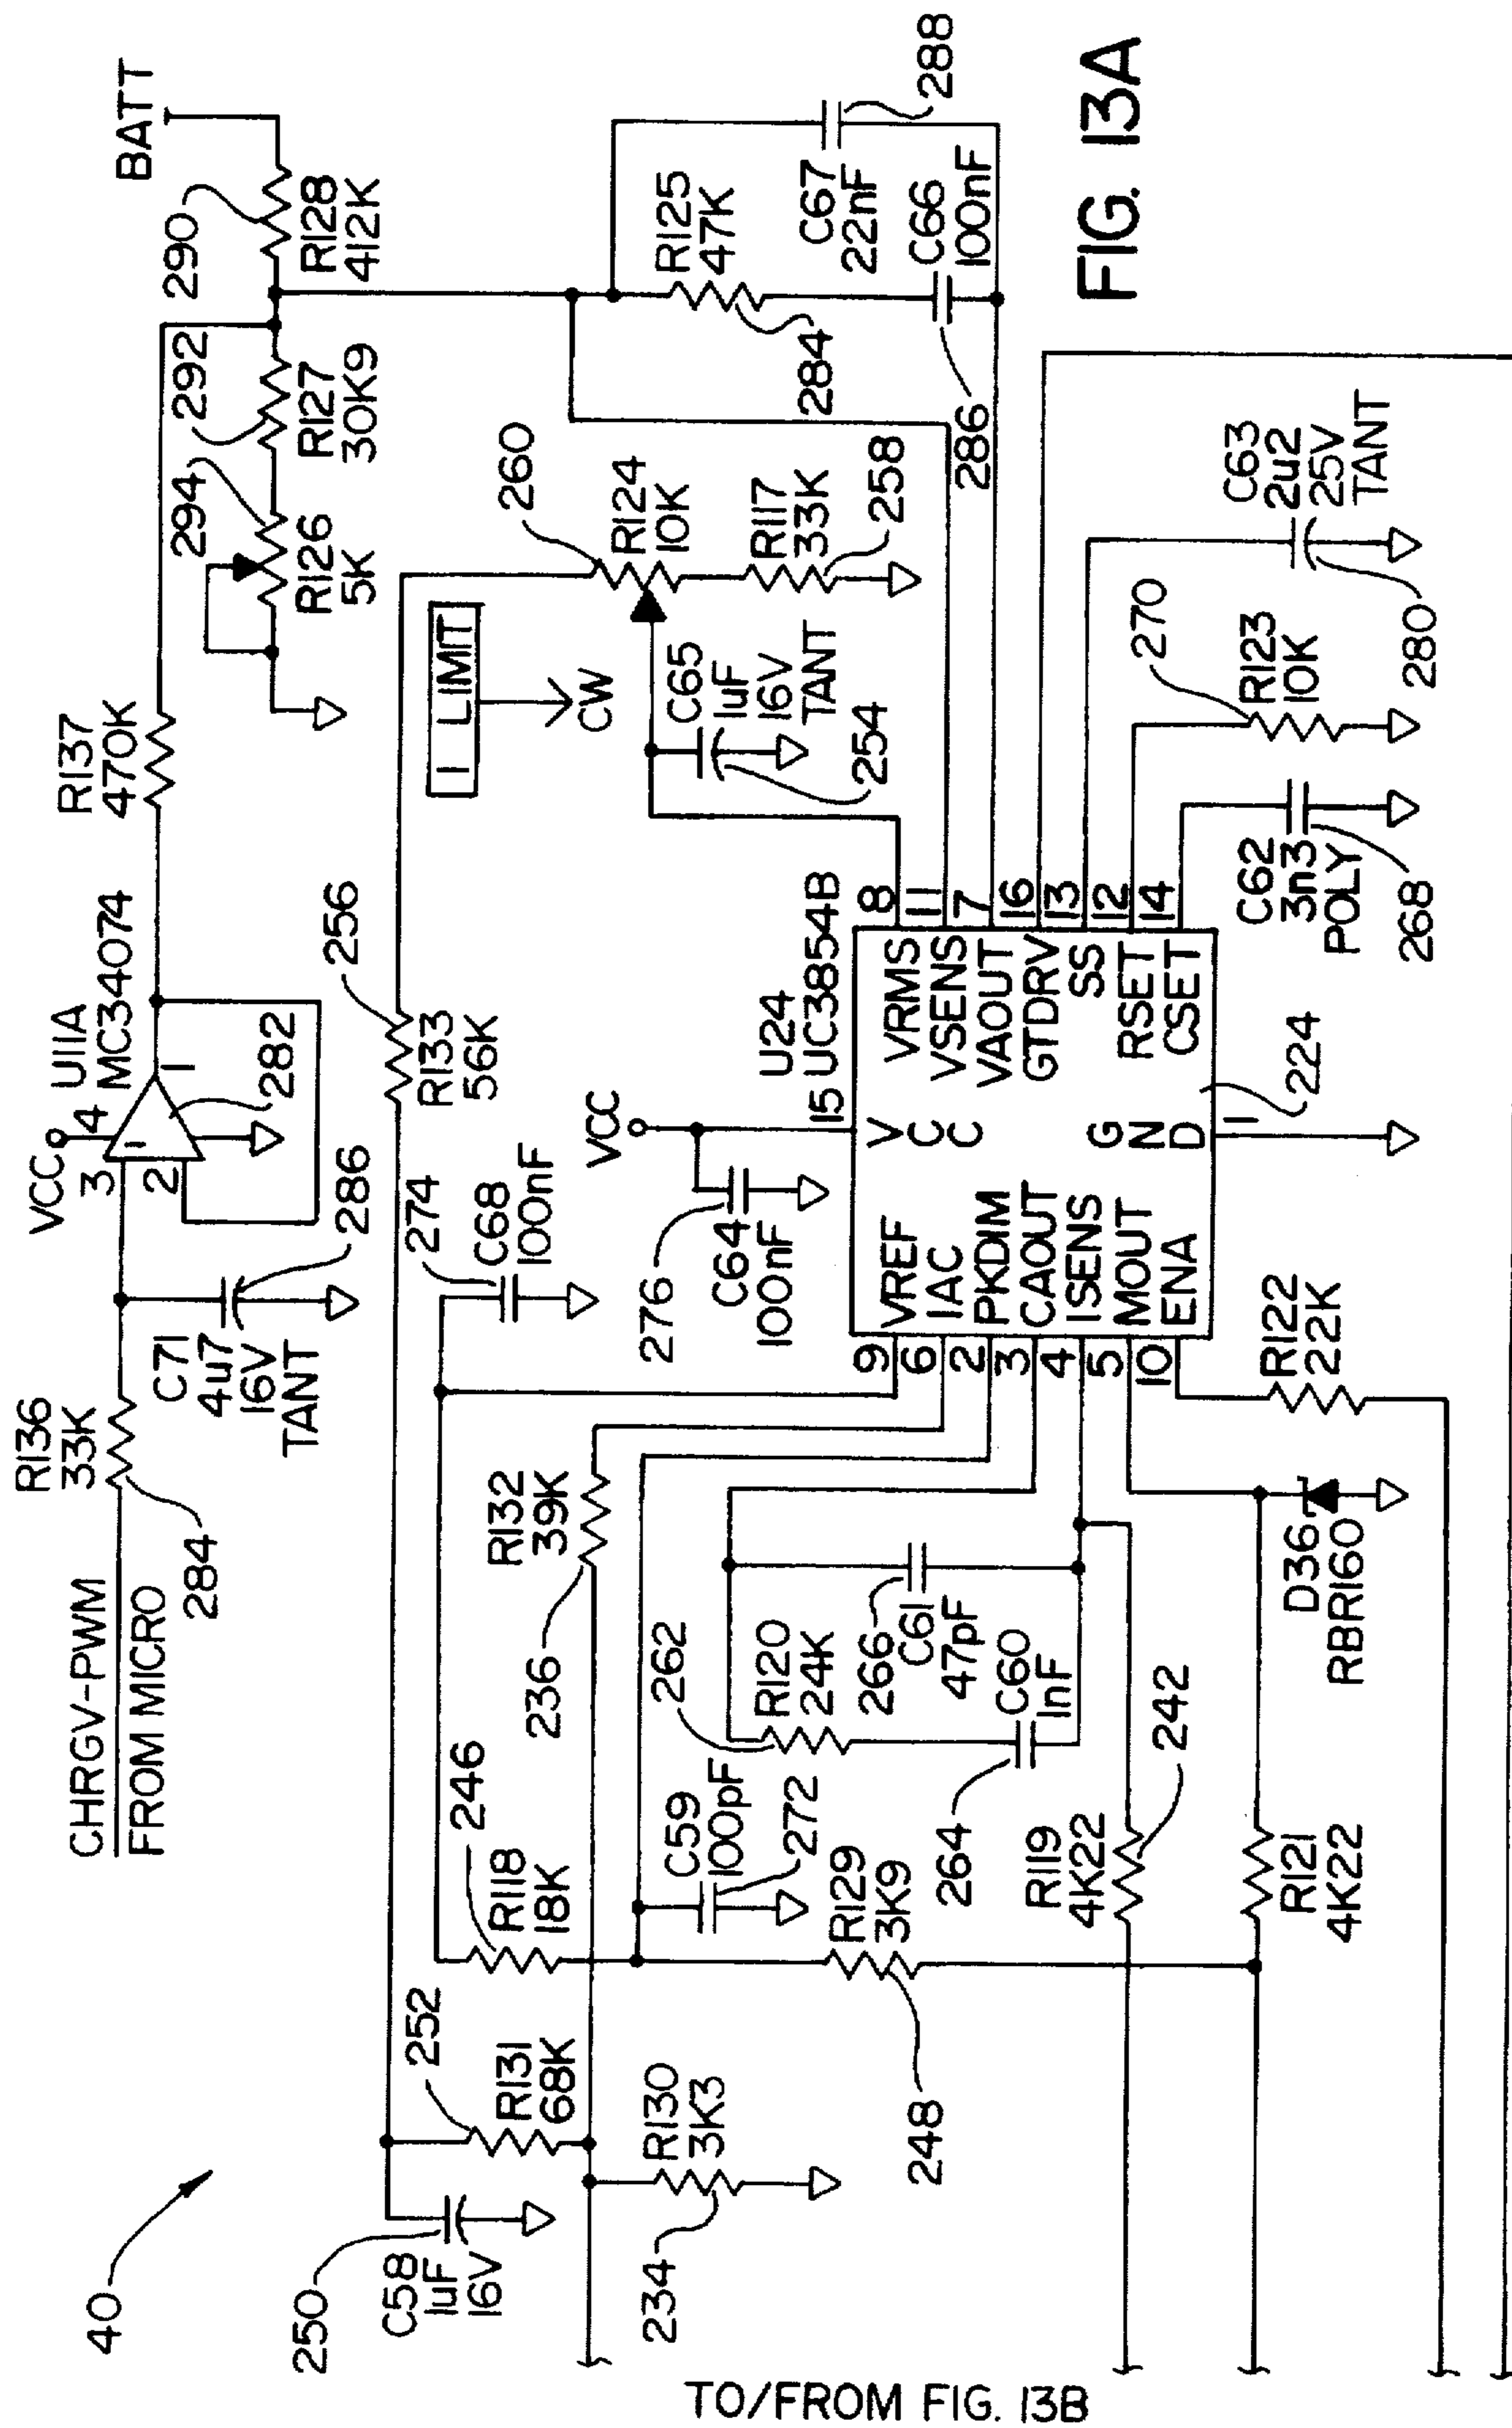 40
CHRGV-PWM
FROM MICRO
R136
33K
284
C71
4u7
16V
TANT
286
VCC
3
2
4
1
1
U11A
MC34074
282
R137
470K
BATT
290
R128
412K
292
R127
30K9
294
R126
5K
250
C58
1uF
16V
252
R131
68K
R130
3K3
234
246
R118
18K
R132
39K
236
274
C68
100nF
R133
56K
256
I LIMIT
CW
260
R124
10K
R117
33K
258
C65
1uF
16V
TANT
254
R125
47K
284
C67
22nF
288
C66
100nF
286
C59
100pF
272
R129
3K9
248
262
R120
24K
266
C61
47pF
C60
1nF
264
R119
4K22
242
R121
4K22
D36
RBR160
R122
22K
VCC
276
C64
100nF
U24
UC3854B
15
VCC
9 VREF
6 IAC
2 PKDIM
3 CAOUT
4 ISENS
5 MOUT
10 ENA
VRMS 8
VSENS 11
VAOUT 7
GTDRV 16
SS 13
RSET 12
CSET 14
GND
1
224
C62
3n3
POLY
268
270
R123
10K
C63
2u2
25V
TANT
280
TO/FROM FIG. 13B
FIG. 13A